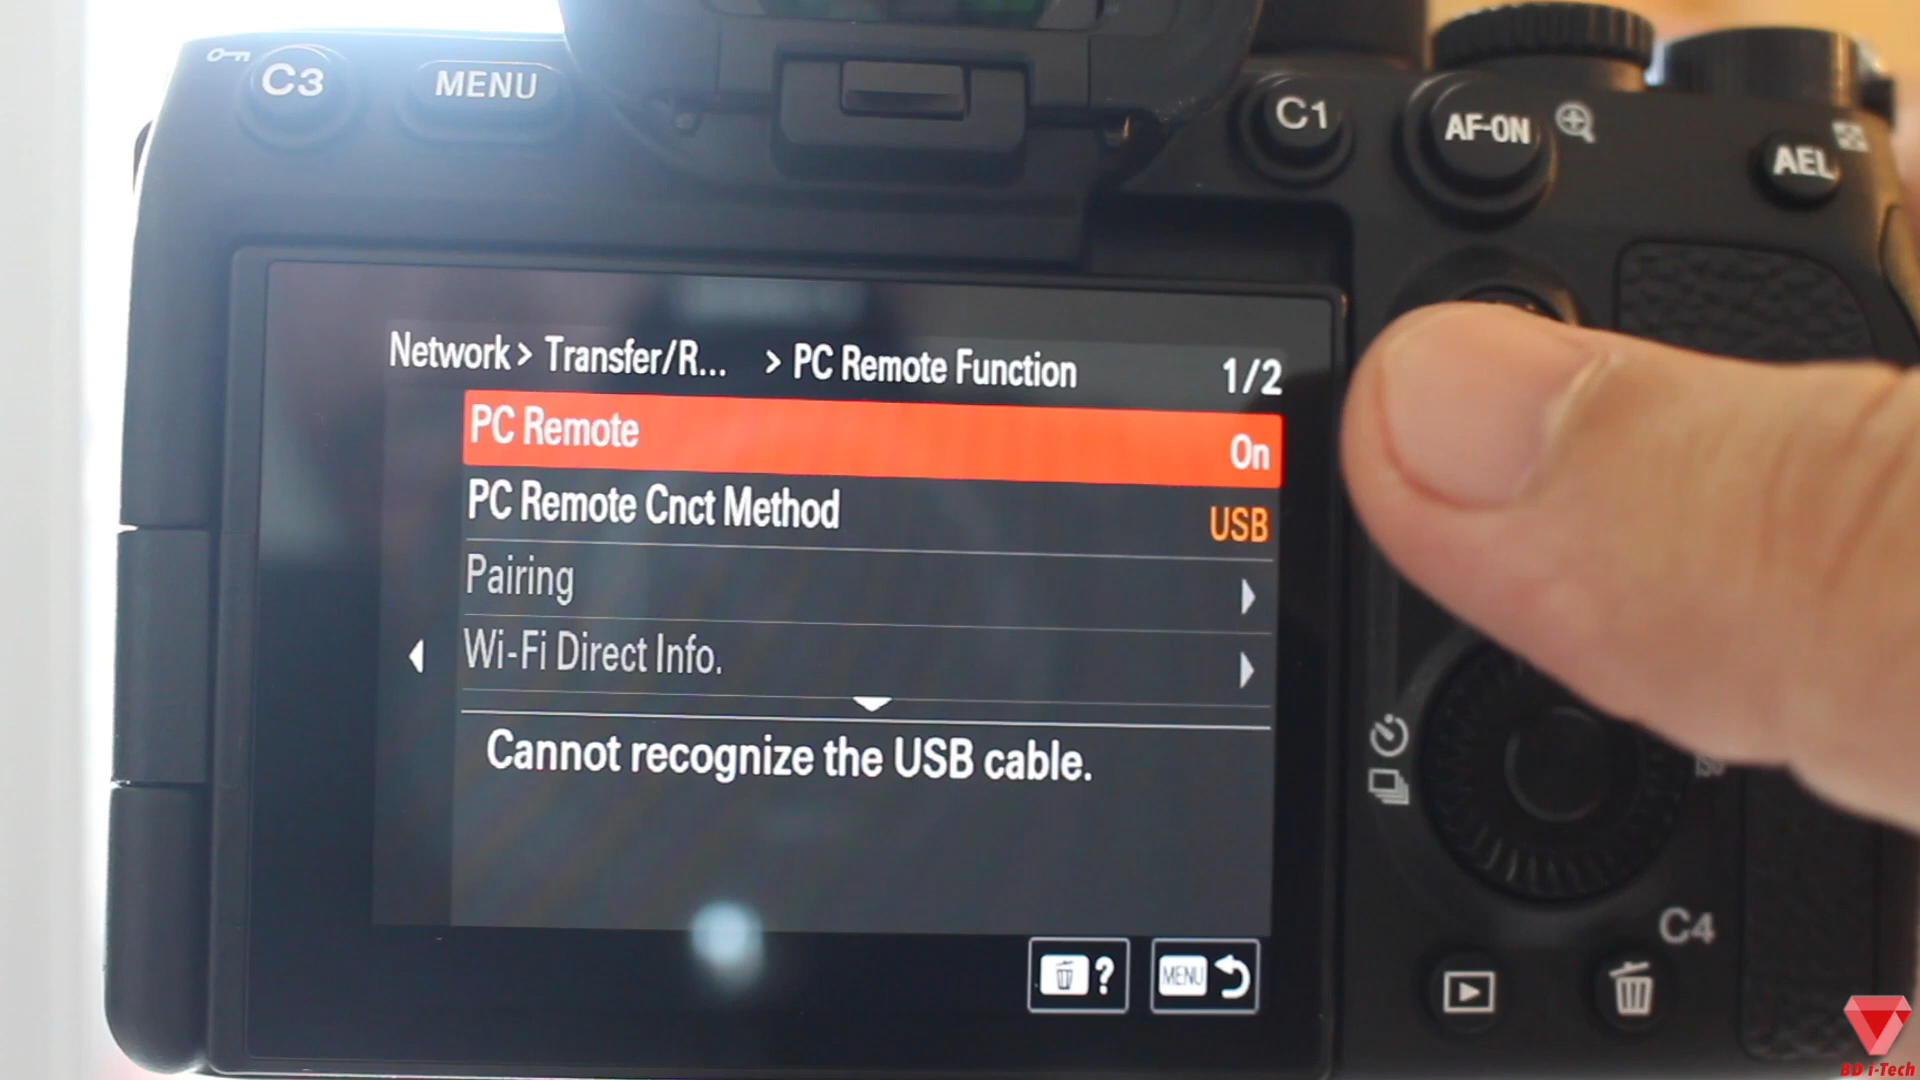 C3
MENU
C1
AF-ON
AEL
Network > Transfer/R... > PC Remote Function 1/2
PC Remote On
PC Remote Cnct Method USB
Pairing
Wi-Fi Direct Info.
Cannot recognize the USB cable.
? MENU
C4
BD i-Tech